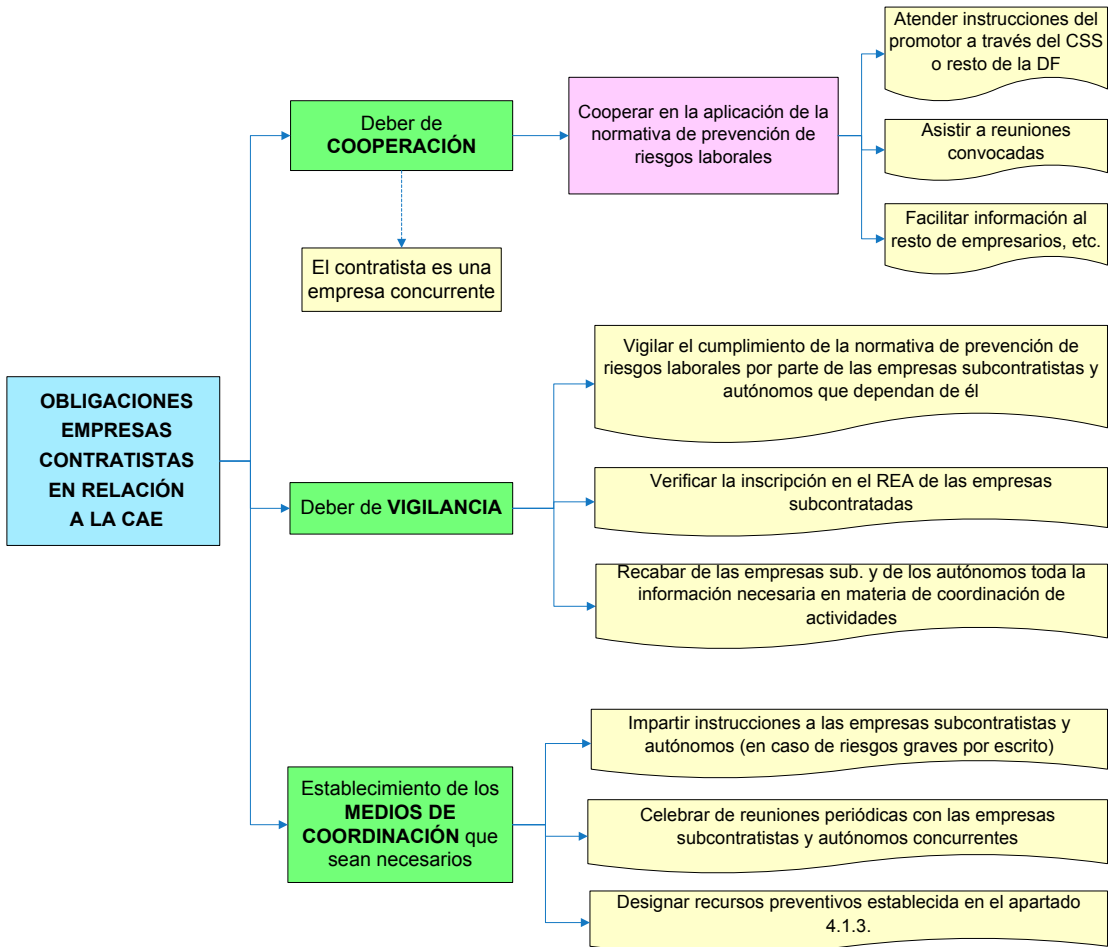 OBLIGACIONES
EMPRESAS
CONTRATISTAS
EN RELACIÓN
A LA CAE
Deber de
COOPERACIÓN
El contratista es una
empresa concurrente
Cooperar en la aplicación de la
normativa de prevención de
riesgos laborales
Atender instrucciones del
promotor a través del CSS
o resto de la DF
Asistir a reuniones
convocadas
Facilitar información al
resto de empresarios, etc.
Deber de VIGILANCIA
Vigilar el cumplimiento de la normativa de prevención de
riesgos laborales por parte de las empresas subcontratistas y
autónomos que dependan de él
Verificar la inscripción en el REA de las empresas
subcontratadas
Recabar de las empresas sub. y de los autónomos toda la
información necesaria en materia de coordinación de
actividades
Establecimiento de los
MEDIOS DE
COORDINACIÓN que
sean necesarios
Impartir instrucciones a las empresas subcontratistas y
autónomos (en caso de riesgos graves por escrito)
Celebrar de reuniones periódicas con las empresas
subcontratistas y autónomos concurrentes
Designar recursos preventivos establecida en el apartado
4.1.3.